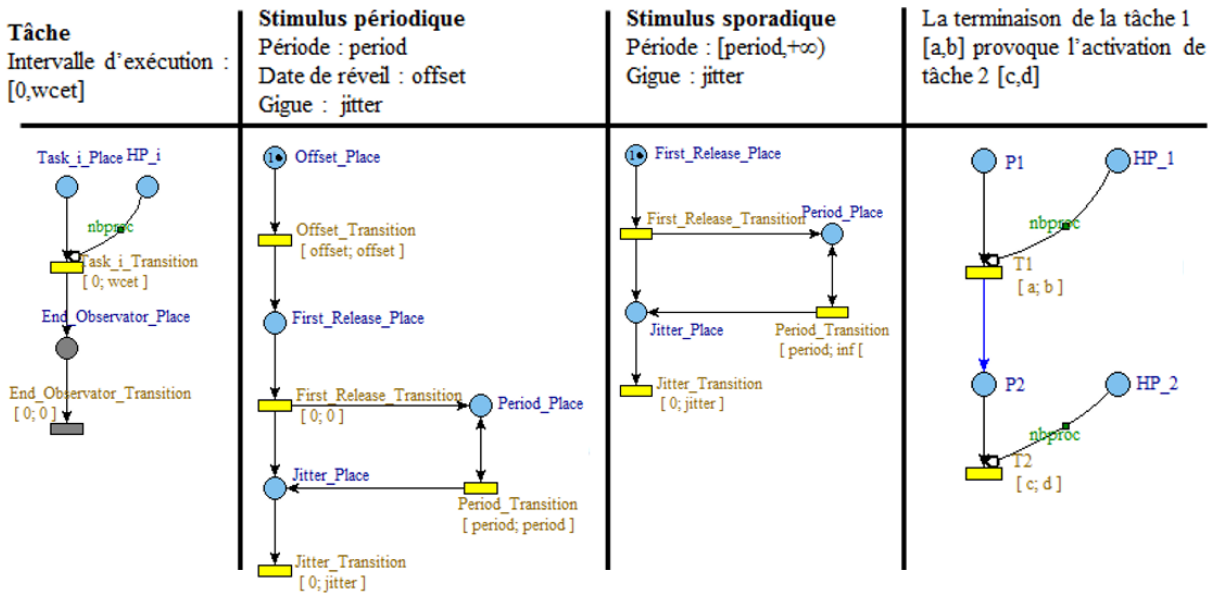 Tâche
Intervalle d'exécution :
[0,wcet]
Stimulus périodique
Période : period
Date de réveil : offset
Gigue : jitter
Stimulus sporadique
Période : [period,+∞)
Gigue : jitter
La terminaison de la tâche 1
[a,b] provoque l'activation de
tâche 2 [c,d]
Task_i_Place HP_i
nbproc
Task_i_Transition
[ 0; wcet ]
End_Observator_Place
End_Observator_Transition
[ 0; 0 ]
1
Offset_Place
Offset_Transition
[ offset; offset ]
First_Release_Place
First_Release_Transition
[ 0; 0 ]
Period_Place
Jitter_Place
Period_Transition
[ period; period ]
Jitter_Transition
[ 0; jitter ]
1
First_Release_Place
First_Release_Transition
Period_Place
Jitter_Place
Period_Transition
[ period; inf [
Jitter_Transition
[ 0; jitter ]
P1
HP_1
nbproc
T1
[ a; b ]
P2
HP_2
nbproc
T2
[ c; d ]